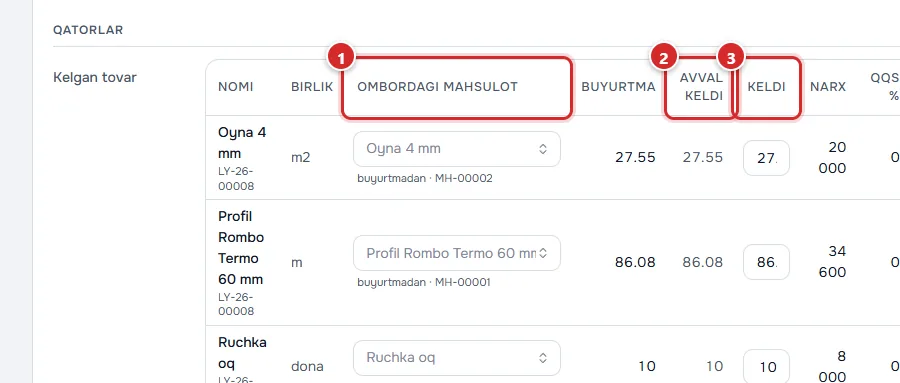 QATORLAR
Kelgan tovar
1
2
3
NOMI
BIRLIK
OMBORDAGI MAHSULOT
BUYURTMA
AVVAL
KELDI
KELDI
NARX
QQS
%
Oyna 4
mm
LY-26-
00008
m2
Oyna 4 mm
buyurtmadan · MH-00002
27.55
27.55
27.
20
000
0
Profil
Rombo
Termo
60 mm
LY-26-
00008
m
Profil Rombo Termo 60 mm
buyurtmadan · MH-00001
86.08
86.08
86.
34
600
0
Ruchka
oq
LY-26-
dona
Ruchka oq
10
10
10
8
000
0